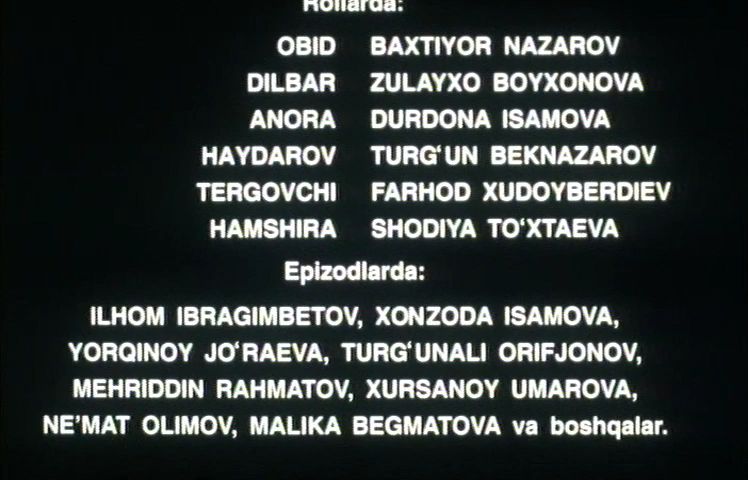 Rollarda:
OBID BAXTIYOR NAZAROV
DILBAR ZULAYXO BOYXONOVA
ANORA DURDONA ISAMOVA
HAYDAROV TURG‘UN BEKNAZAROV
TERGOVCHI FARHOD XUDOYBERDIEV
HAMSHIRA SHODIYA TO‘XTAEVA
Epizodlarda:
ILHOM IBRAGIMBETOV, XONZODA ISAMOVA,
YORQINOY JO‘RAEVA, TURG‘UNALI ORIFJONOV,
MEHRIDDIN RAHMATOV, XURSANOY UMAROVA,
NE’MAT OLIMOV, MALIKA BEGMATOVA va boshqalar.